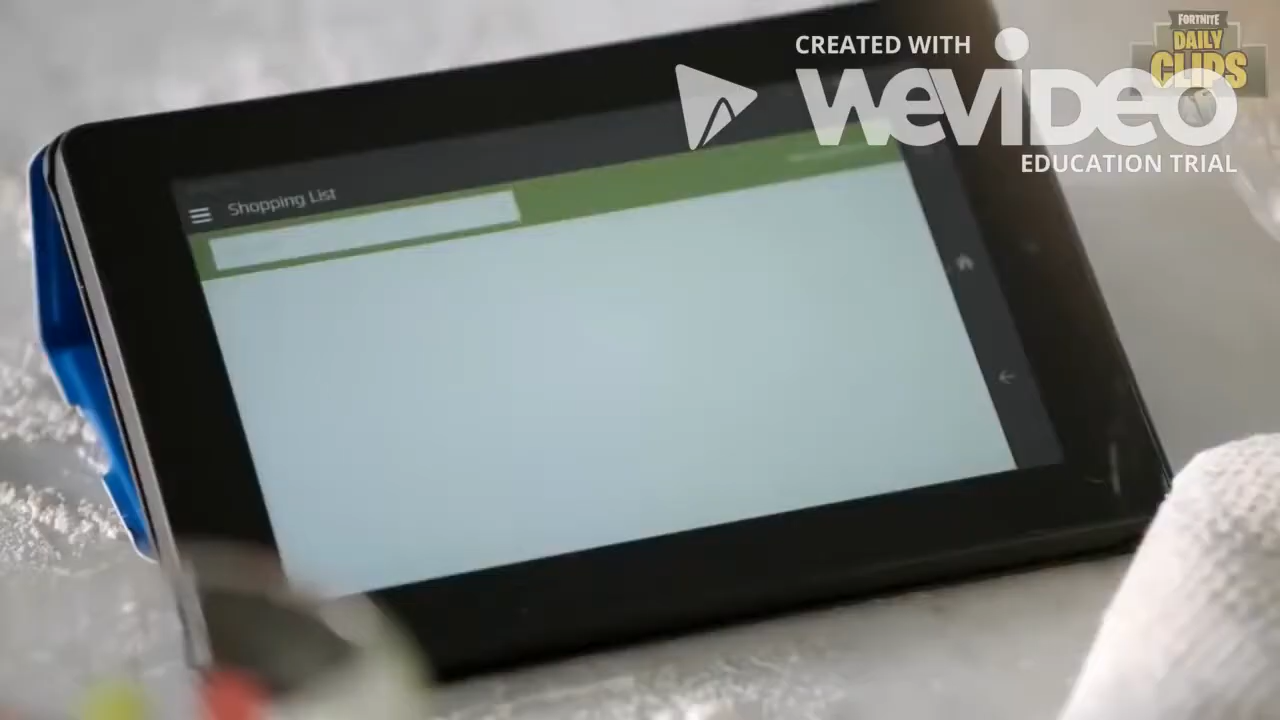 FORTNITE
DAILY
CLIPS
CREATED WITH
WEVIDEO
EDUCATION TRIAL
Shopping List